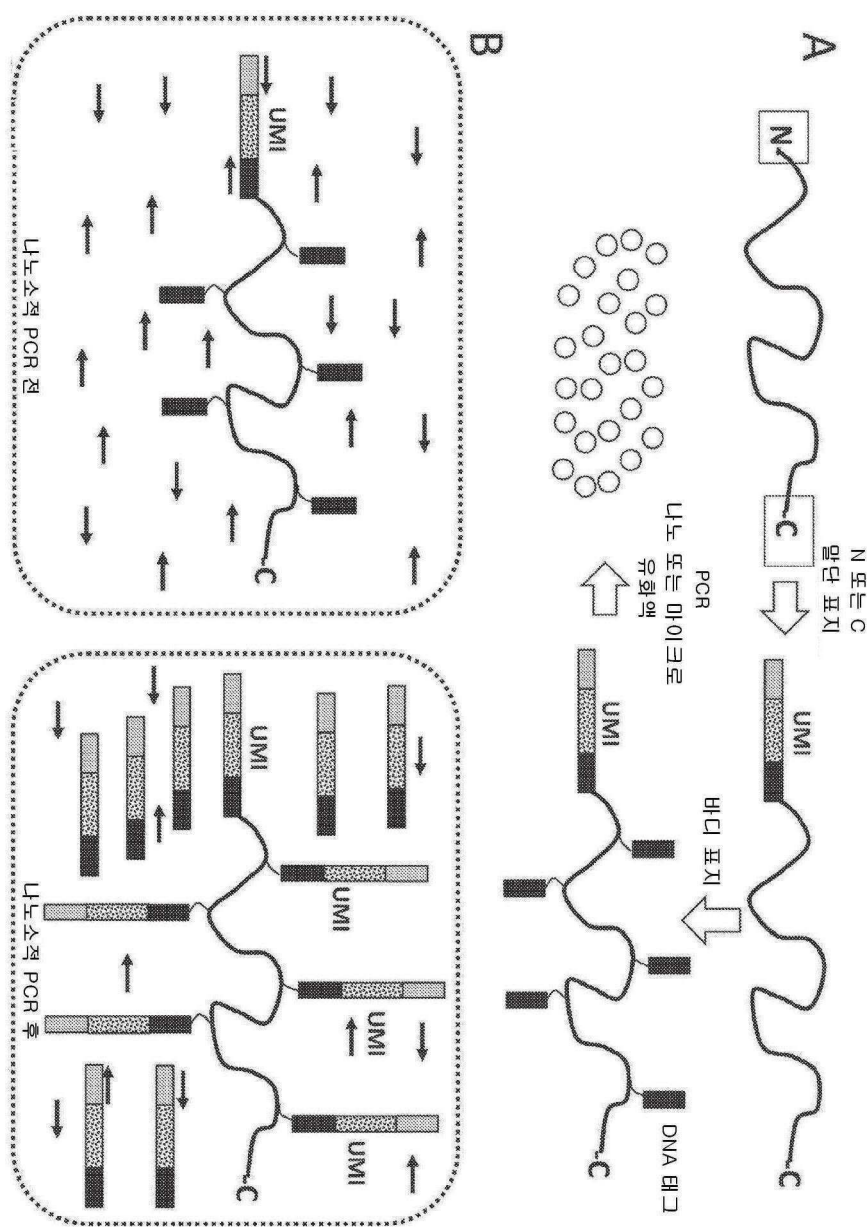 A
N
C
N 또는 C
말단 표지
UMI
C
바디 표지
PCR
나노 또는 마이크로
유화액
UMI
DNA 태그
C
B
UMI
C
나노소적 PCR 전
UMI
UMI
UMI
UMI
C
나노소적 PCR 후